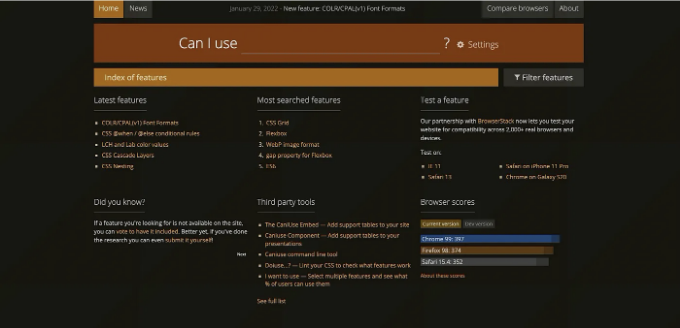 Home News January 29, 2022 - New feature: COLR/CPAL(v1) Font Formats Compare browsers About
Can I use ? Settings
Index of features Filter features
Latest features
COLR/CPAL(v1) Font Formats
CSS @when / @else conditional rules
LCH and Lab color values
CSS Cascade Layers
CSS Nesting
Most searched features
1. CSS Grid
2. Flexbox
3. WebP image format
4. gap property for Flexbox
5. ES6
Test a feature
Our partnership with BrowserStack now lets you test your
website for compatibility across 2,000+ real browsers and
devices.
Test on:
IE 11
Safari 13
Safari on iPhone 11 Pro
Chrome on Galaxy S20
Did you know?
If a feature you're looking for is not available on the site,
you can vote to have it included. Better yet, if you've done
the research you can even submit it yourself!
Next
Third party tools
The CanIUse Embed — Add support tables to your site
Caniuse Component — Add support tables to your
presentations
Caniuse command line tool
Doiuse...? — Lint your CSS to check what features work
I want to use — Select multiple features and see what
% of users can use them
See full list
Browser scores
Current version Dev version
Chrome 99: 397
Firefox 98: 374
Safari 15.4: 352
About these scores